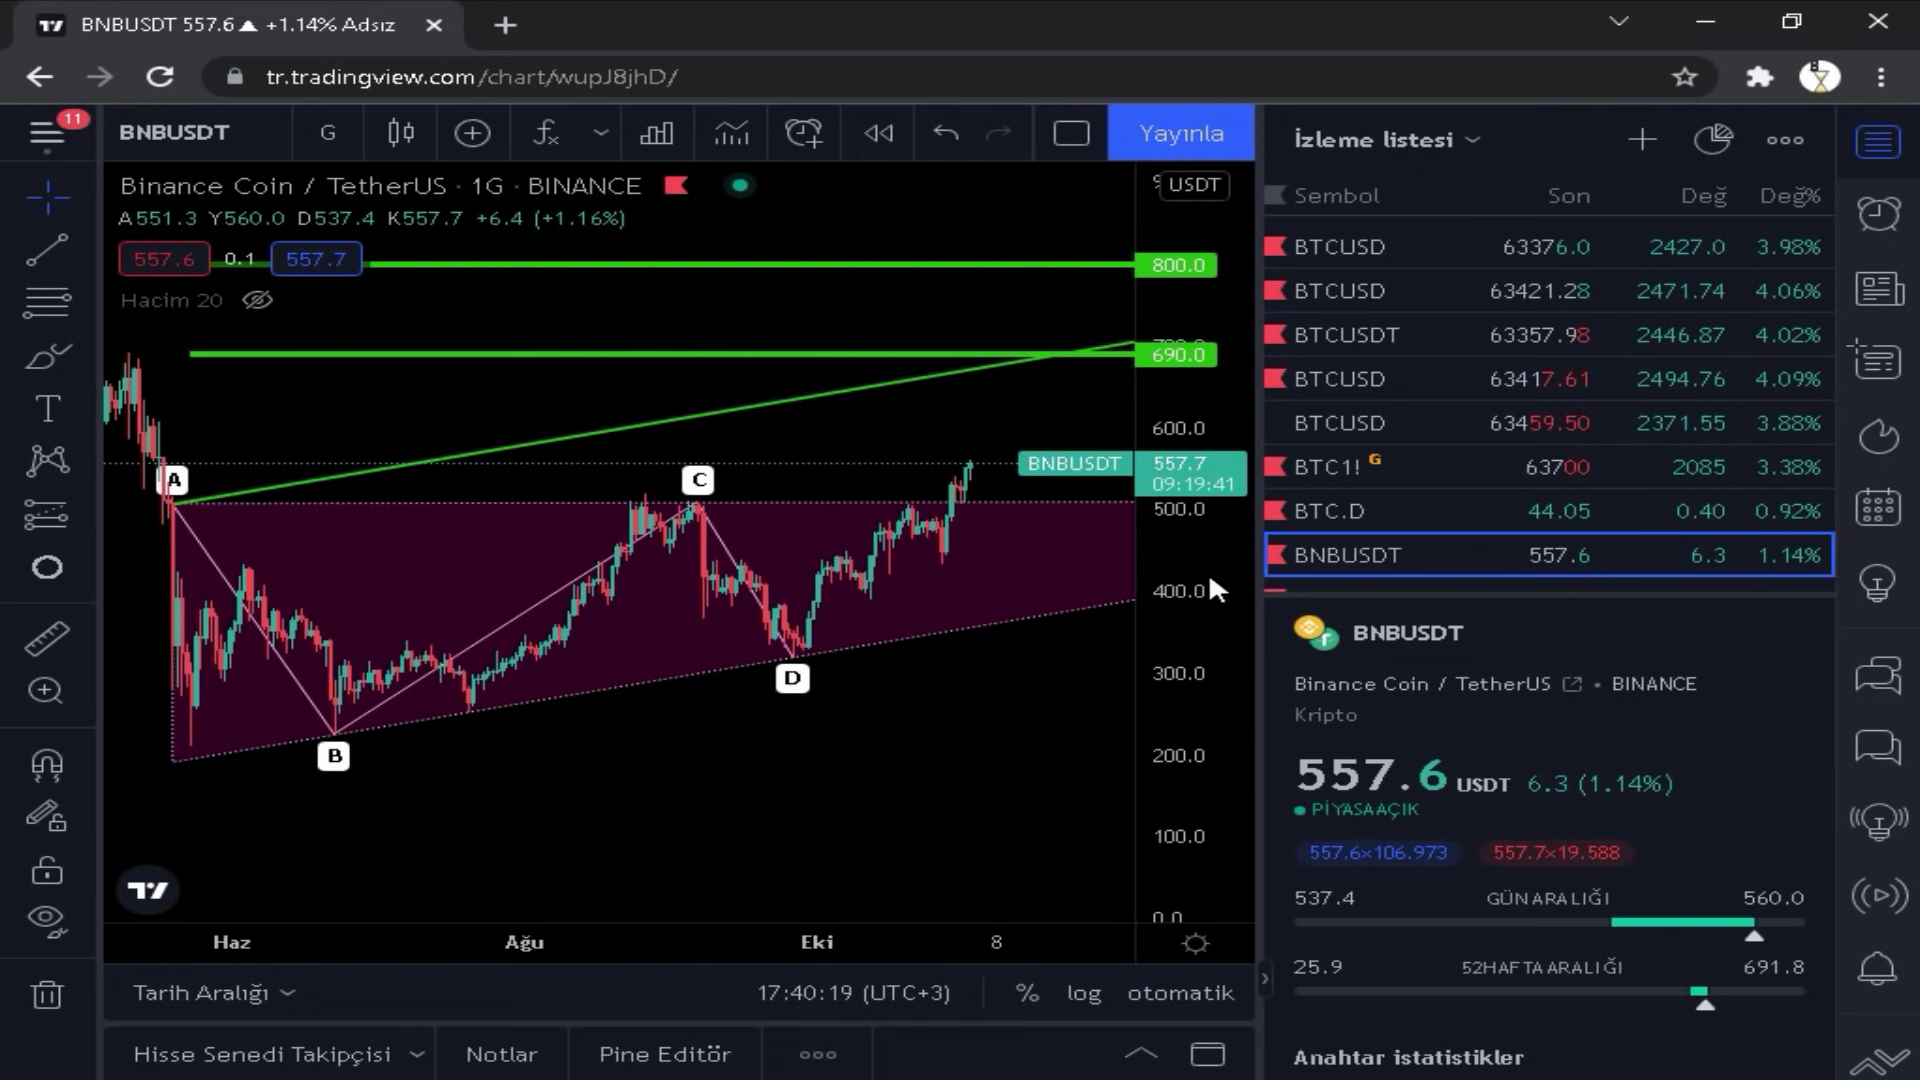 BNBUSDT 557.6 ▲ +1.14% Adsız
tr.tradingview.com/chart/wupJ8jhD/
11
BNBUSDT G Yayınla
Binance Coin / TetherUS · 1G · BINANCE
USDT
A551.3 Y560.0 D537.4 K557.7 +6.4 (+1.16%)
557.6 0.1 557.7
Hacim 20
800.0
690.0
600.0
BNBUSDT 557.7
09:19:41
500.0
400.0
300.0
200.0
100.0
0.0
A
C
D
B
Haz Ağu Eki 8
Tarih Aralığı 17:40:19 (UTC+3) % log otomatik
Hisse Senedi Takipçisi Notlar Pine Editör
İzleme listesi
Sembol Son Değ Değ%
BTCUSD 63376.0 2427.0 3.98%
BTCUSD 63421.28 2471.74 4.06%
BTCUSDT 63357.98 2446.87 4.02%
BTCUSD 63417.61 2494.76 4.09%
BTCUSD 63459.50 2371.55 3.88%
BTC1! G 63700 2085 3.38%
BTC.D 44.05 0.40 0.92%
BNBUSDT 557.6 6.3 1.14%
BNBUSDT
Binance Coin / TetherUS • BINANCE
Kripto
557.6 USDT 6.3 (1.14%)
PİYASA AÇIK
557.6×106.973 557.7×19.588
537.4 GÜN ARALIĞI 560.0
25.9 52HAFTA ARALIĞI 691.8
Anahtar istatistikler